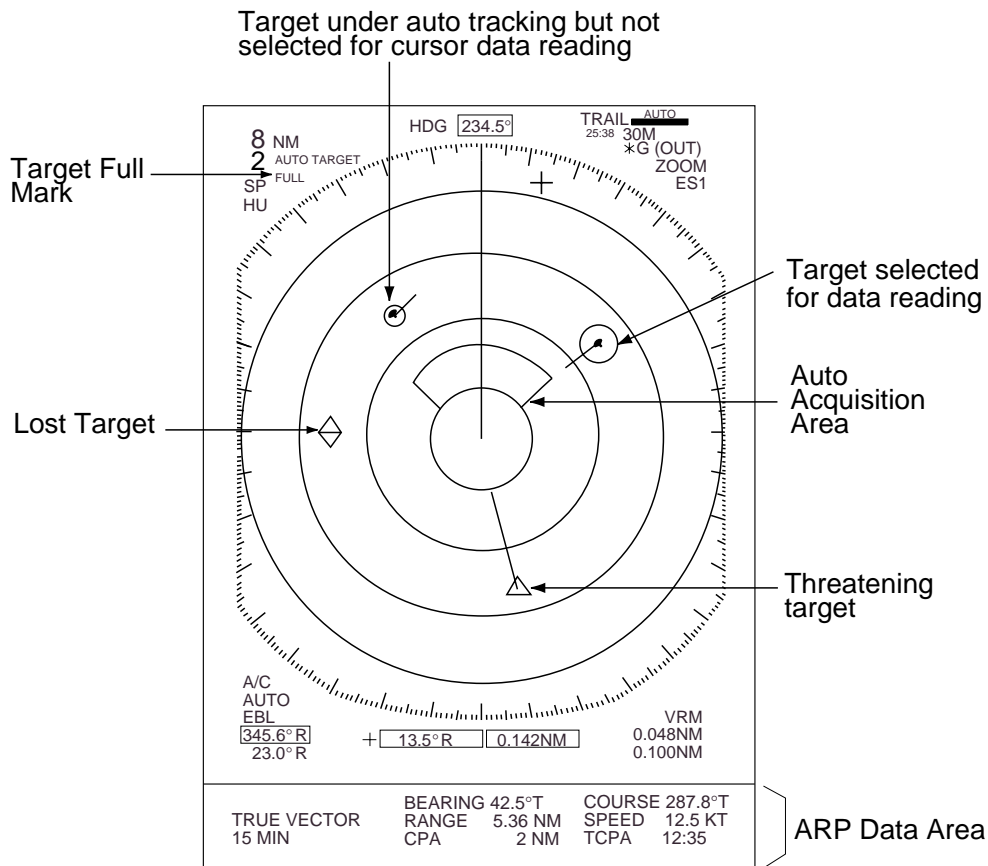 Target under auto tracking but not
selected for cursor data reading
8 NM
2 AUTO TARGET
FULL
SP
HU
HDG 234.5°
TRAIL AUTO
25:38 30M
✳G (OUT)
ZOOM
ES1
Target Full
Mark
Target selected
for data reading
Auto
Acquisition
Area
Lost Target
Threatening
target
A/C
AUTO
EBL
345.6° R
23.0° R
+ 13.5° R 0.142NM
VRM
0.048NM
0.100NM
TRUE VECTOR
15 MIN
BEARING 42.5°T
RANGE 5.36 NM
CPA 2 NM
COURSE 287.8°T
SPEED 12.5 KT
TCPA 12:35
ARP Data Area